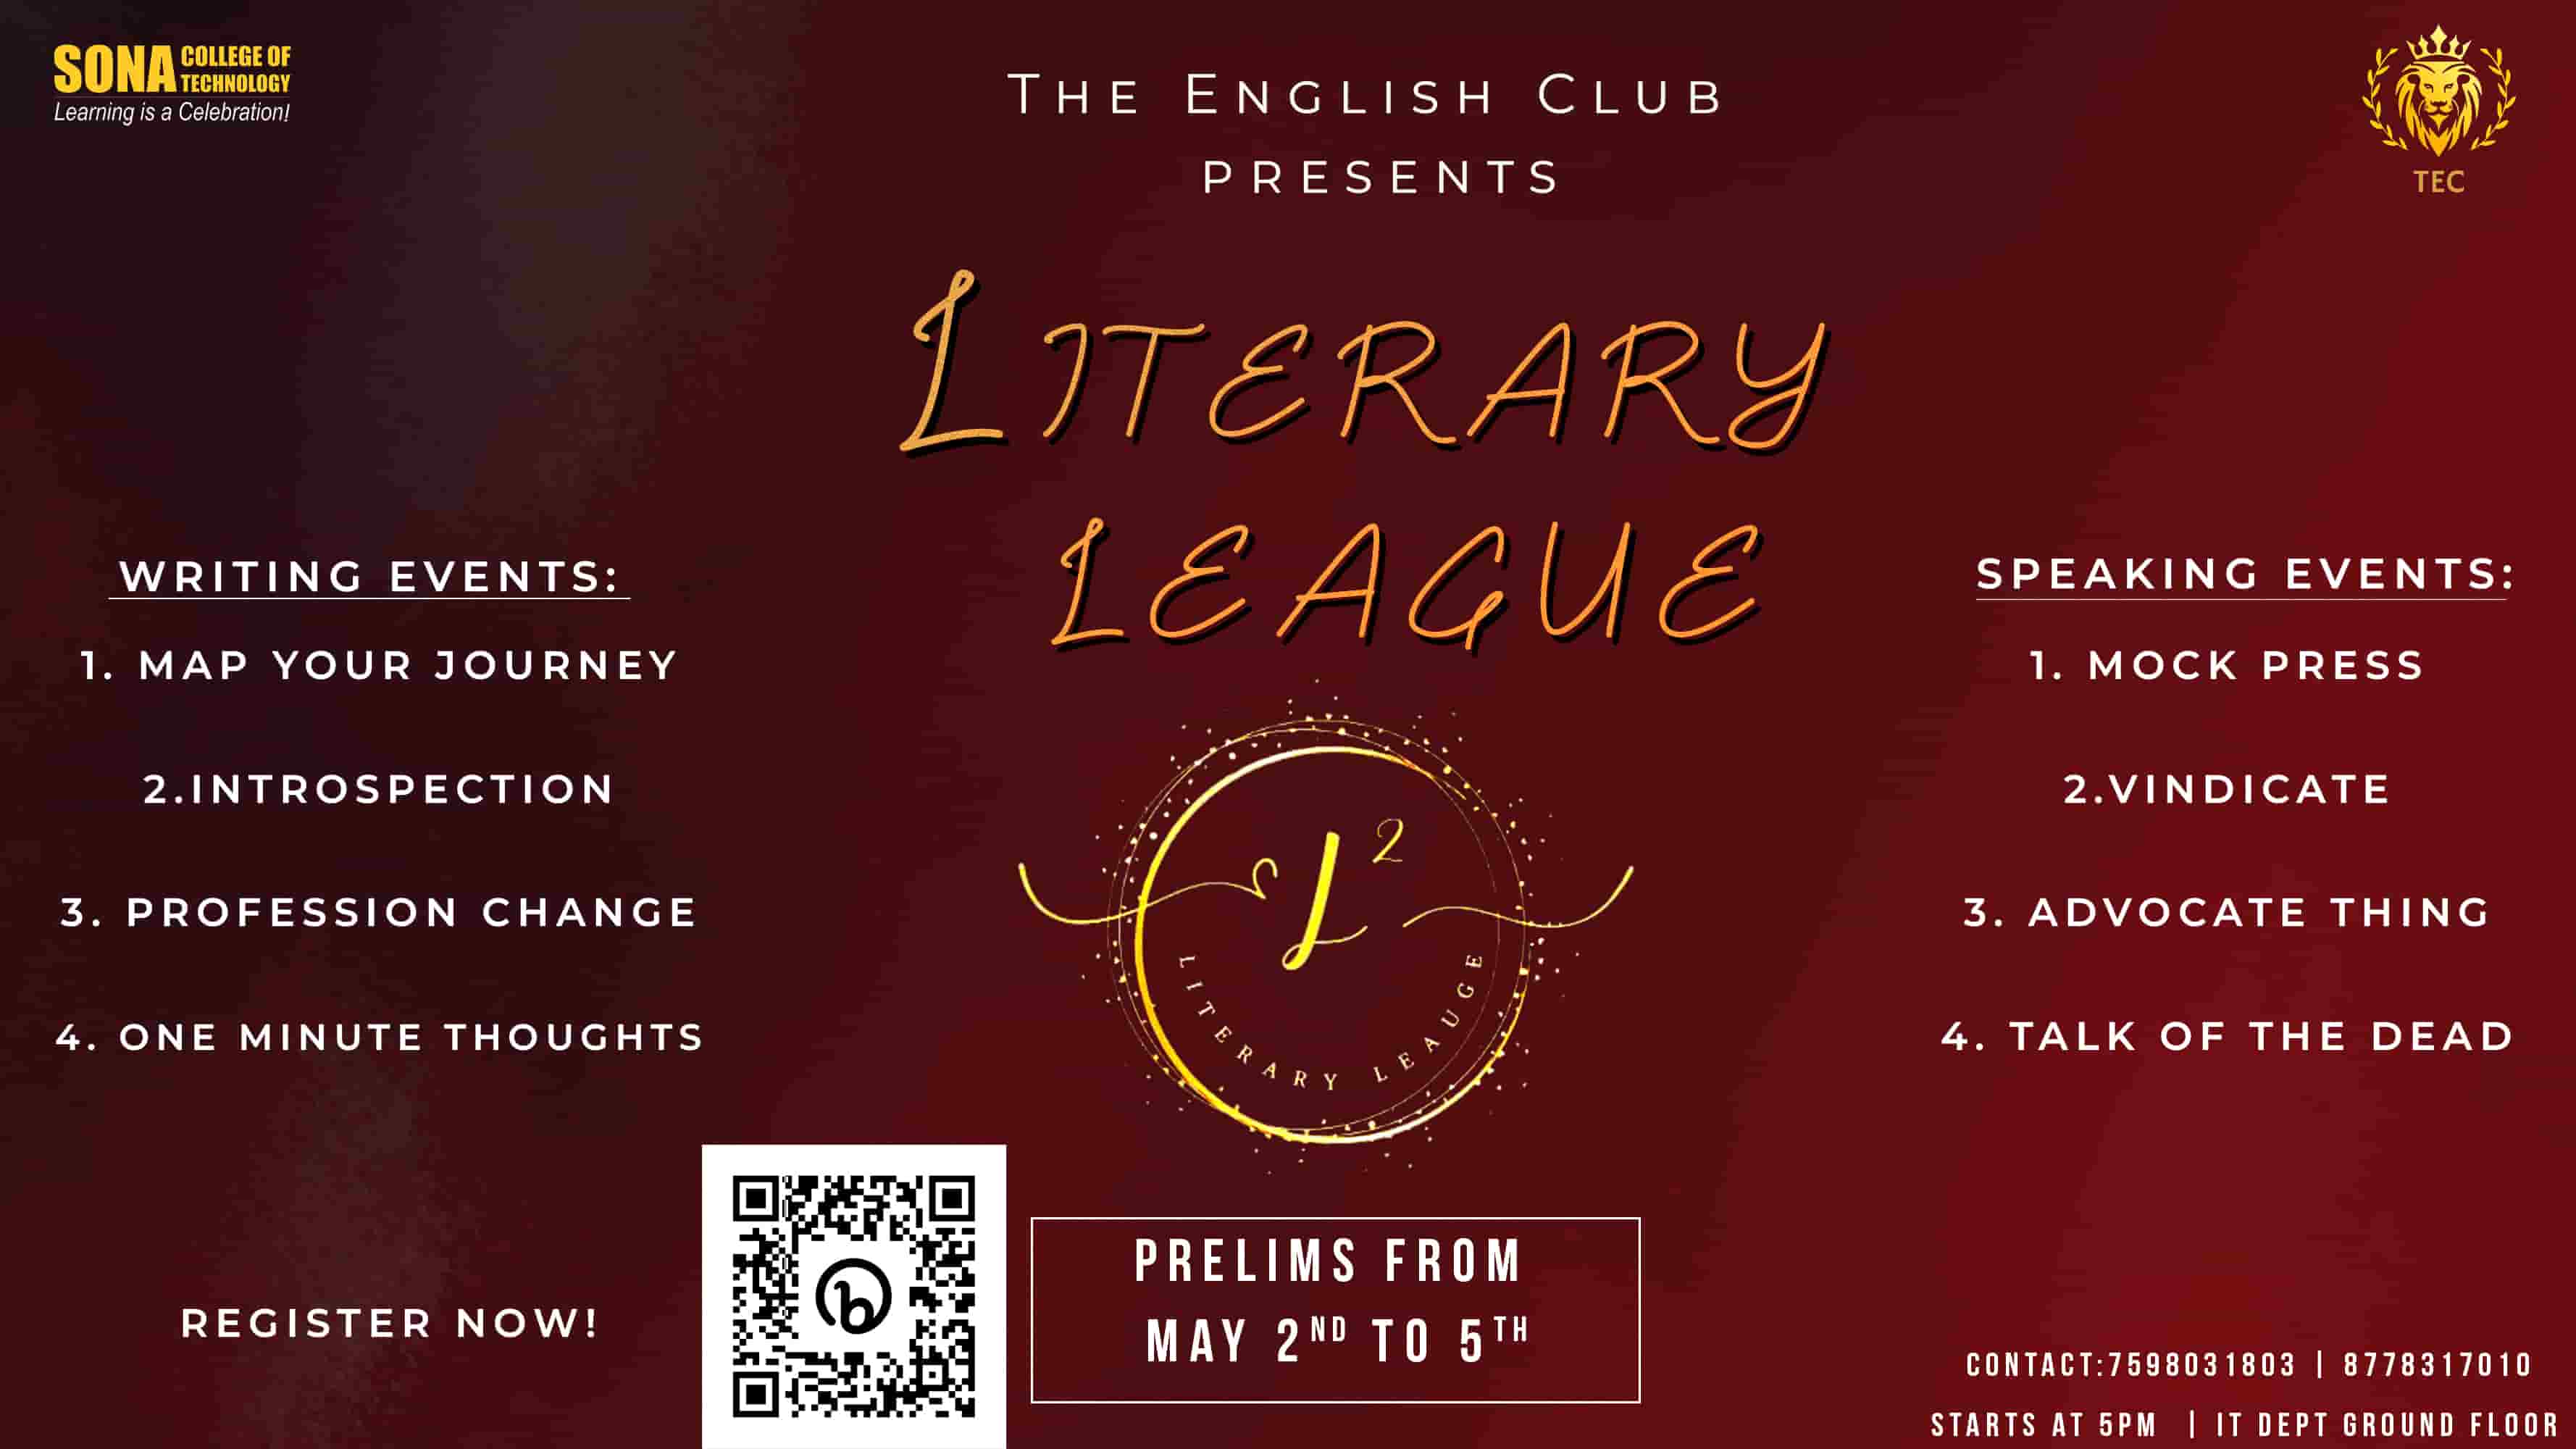 SONA COLLEGE OF
TECHNOLOGY
Learning is a Celebration!
THE ENGLISH CLUB
PRESENTS
TEC
LITERARY
LEAGUE
WRITING EVENTS:
1. MAP YOUR JOURNEY
2.INTROSPECTION
3. PROFESSION CHANGE
4. ONE MINUTE THOUGHTS
SPEAKING EVENTS:
1. MOCK PRESS
2.VINDICATE
3. ADVOCATE THING
4. TALK OF THE DEAD
L²
LITERARY LEAUGE
REGISTER NOW!
b
PRELIMS FROM
MAY 2ND TO 5TH
CONTACT:7598031803 | 8778317010
STARTS AT 5PM | IT DEPT GROUND FLOOR